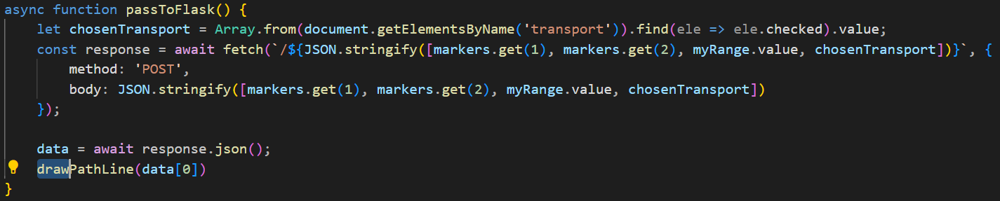 async function passToFlask() {
let chosenTransport = Array.from(document.getElementsByName('transport')).find(ele => ele.checked).value;
const response = await fetch(`/${JSON.stringify([markers.get(1), markers.get(2), myRange.value, chosenTransport])}`, {
method: 'POST',
body: JSON.stringify([markers.get(1), markers.get(2), myRange.value, chosenTransport])
});
data = await response.json();
drawPathLine(data[0])
}